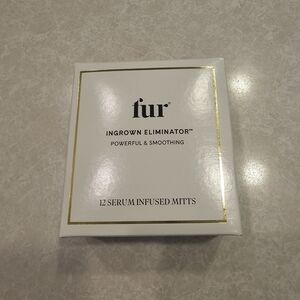 fur®
INGROWN ELIMINATOR™
POWERFUL & SMOOTHING
12 SERUM INFUSED MITTS